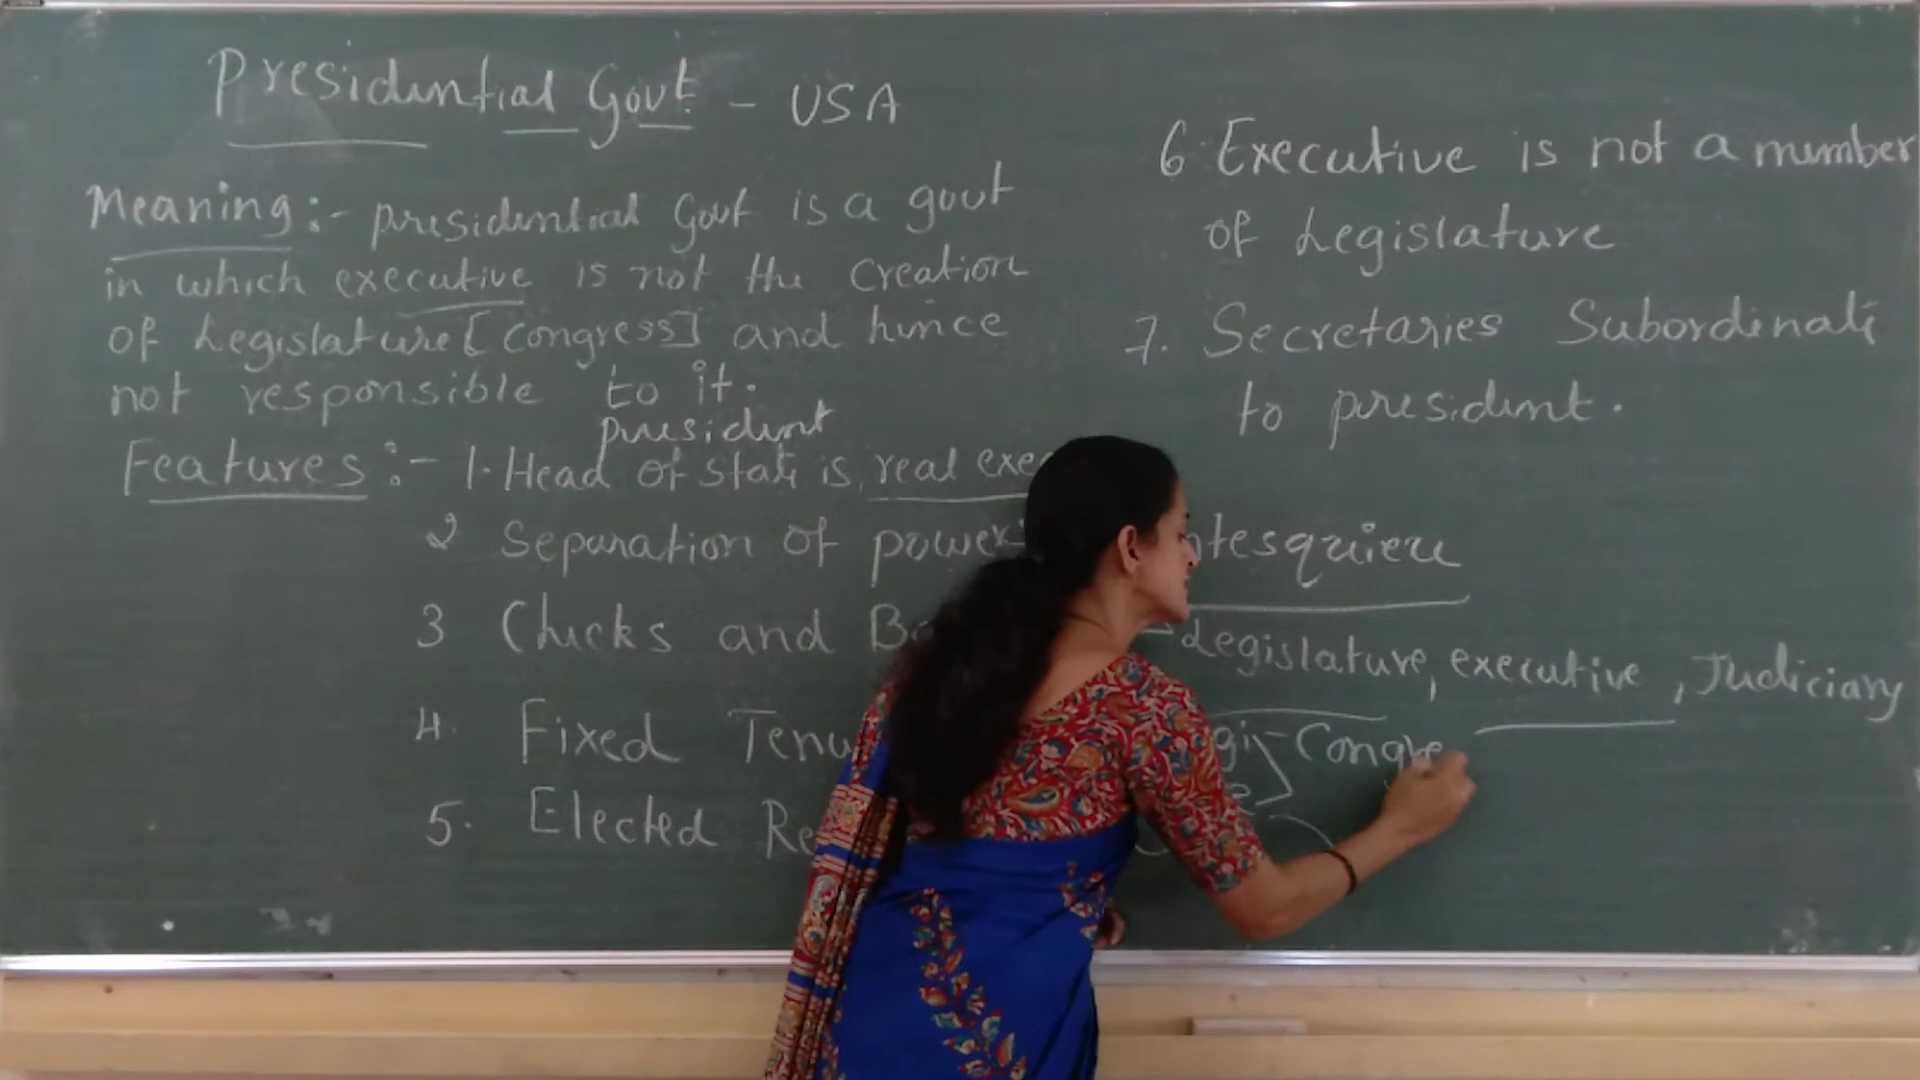 Presidential Govt - USA
Meaning:- presidential Govt is a govt
in which executive is not the creation
of Legislature [Congress] and hence
not responsible to it.
president
Features:- 1. Head of state is real exec
2 Separation of power ntesquieu
3 Checks and Ba - Legislature, executive, Judiciary
4. Fixed Tenu gi - Congre
5. Elected Re
6 Executive is not a member
of Legislature
7. Secretaries Subordinate
to president.